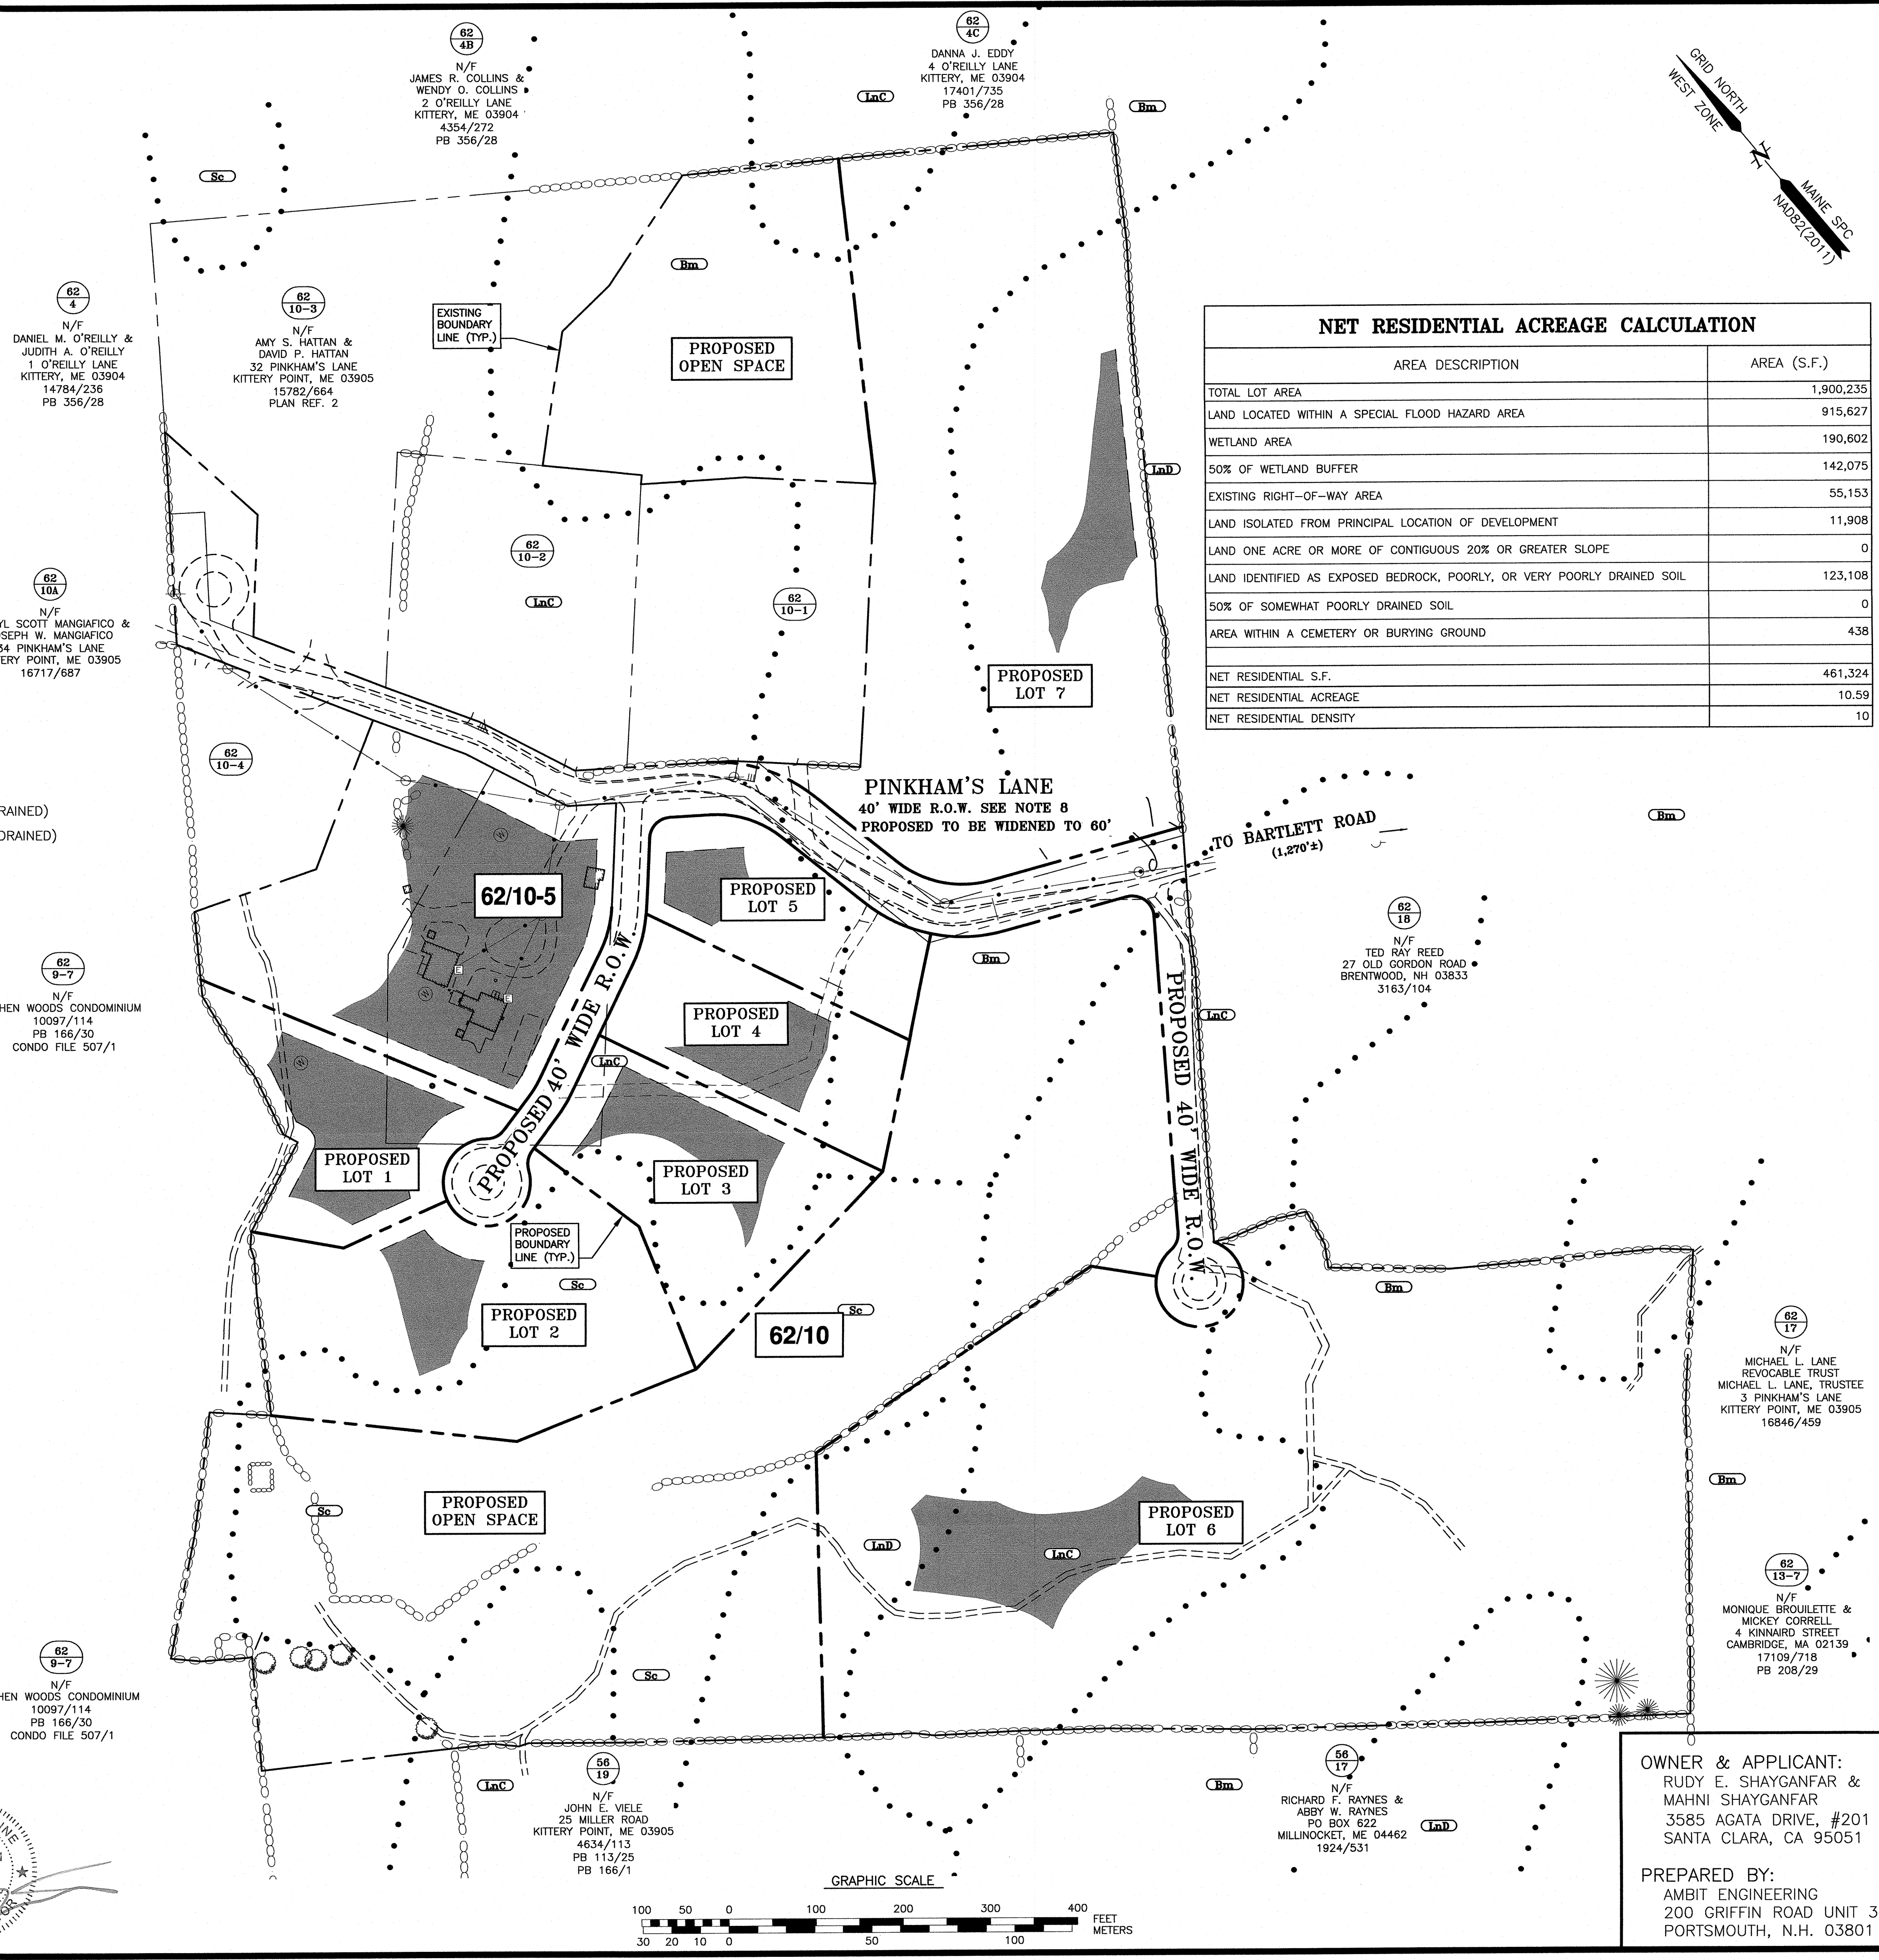 62
4B
N/F
JAMES R. COLLINS &
WENDY O. COLLINS
2 O'REILLY LANE
KITTERY, ME 03904
4354/272
PB 356/28
62
4C
DANNA J. EDDY
4 O'REILLY LANE
KITTERY, ME 03904
17401/735
PB 356/28
LnC
Bm
Sc
GRID NORTH
WEST ZONE
N
MAINE SPC
NAD82(2011)
62
4
N/F
DANIEL M. O'REILLY &
JUDITH A. O'REILLY
1 O'REILLY LANE
KITTERY, ME 03904
14784/236
PB 356/28
62
10-3
N/F
AMY S. HATTAN &
DAVID P. HATTAN
32 PINKHAM'S LANE
KITTERY POINT, ME 03905
15782/664
PLAN REF. 2
EXISTING
BOUNDARY
LINE (TYP.)
Bm
PROPOSED
OPEN SPACE
NET RESIDENTIAL ACREAGE CALCULATION
AREA DESCRIPTION AREA (S.F.)
TOTAL LOT AREA 1,900,235
LAND LOCATED WITHIN A SPECIAL FLOOD HAZARD AREA 915,627
WETLAND AREA 190,602
50% OF WETLAND BUFFER 142,075
EXISTING RIGHT-OF-WAY AREA 55,153
LAND ISOLATED FROM PRINCIPAL LOCATION OF DEVELOPMENT 11,908
LAND ONE ACRE OR MORE OF CONTIGUOUS 20% OR GREATER SLOPE 0
LAND IDENTIFIED AS EXPOSED BEDROCK, POORLY, OR VERY POORLY DRAINED SOIL 123,108
50% OF SOMEWHAT POORLY DRAINED SOIL 0
AREA WITHIN A CEMETERY OR BURYING GROUND 438
NET RESIDENTIAL S.F. 461,324
NET RESIDENTIAL ACREAGE 10.59
NET RESIDENTIAL DENSITY 10
LnD
62
10-2
LnC
62
10-1
62
10A
N/F
YL SCOTT MANGIAFICO &
SEPH W. MANGIAFICO
34 PINKHAM'S LANE
ERY POINT, ME 03905
16717/687
PROPOSED
LOT 7
62
10-4
RAINED)
DRAINED)
PINKHAM'S LANE
40' WIDE R.O.W. SEE NOTE 8
PROPOSED TO BE WIDENED TO 60'
TO BARTLETT ROAD
(1,270'±)
Bm
W
62/10-5
PROPOSED
LOT 5
62
18
N/F
TED RAY REED
27 OLD GORDON ROAD
BRENTWOOD, NH 03833
3163/104
Bm
62
9-7
N/F
HEN WOODS CONDOMINIUM
10097/114
PB 166/30
CONDO FILE 507/1
E
W
E
PROPOSED
LOT 4
LnC
LnC
W
PROPOSED 40' WIDE R.O.W.
PROPOSED 40' WIDE R.O.W
PROPOSED
LOT 1
PROPOSED
LOT 3
PROPOSED
BOUNDARY
LINE (TYP.)
Sc
PROPOSED
LOT 2
62/10
Sc
Bm
62
17
N/F
MICHAEL L. LANE
REVOCABLE TRUST
MICHAEL L. LANE, TRUSTEE
3 PINKHAM'S LANE
KITTERY POINT, ME 03905
16846/459
Bm
PROPOSED
OPEN SPACE
Sc
PROPOSED
LOT 6
LnD
LnC
62
13-7
N/F
MONIQUE BROUILETTE &
MICKEY CORRELL
4 KINNAIRD STREET
CAMBRIDGE, MA 02139
17109/718
PB 208/29
62
9-7
N/F
HEN WOODS CONDOMINIUM
10097/114
PB 166/30
CONDO FILE 507/1
Sc
LnC
56
19
N/F
JOHN E. VIELE
25 MILLER ROAD
KITTERY POINT, ME 03905
4634/113
PB 113/25
PB 166/1
Bm
56
17
N/F
RICHARD F. RAYNES &
ABBY W. RAYNES
PO BOX 622
MILLINOCKET, ME 04462
1924/531
LnD
OWNER & APPLICANT:
RUDY E. SHAYGANFAR &
MAHNI SHAYGANFAR
3585 AGATA DRIVE, #201
SANTA CLARA, CA 95051
PREPARED BY:
AMBIT ENGINEERING
200 GRIFFIN ROAD UNIT 3
PORTSMOUTH, N.H. 03801
GRAPHIC SCALE
100 50 0 100 200 300 400
FEET
METERS
30 20 10 0 50 100